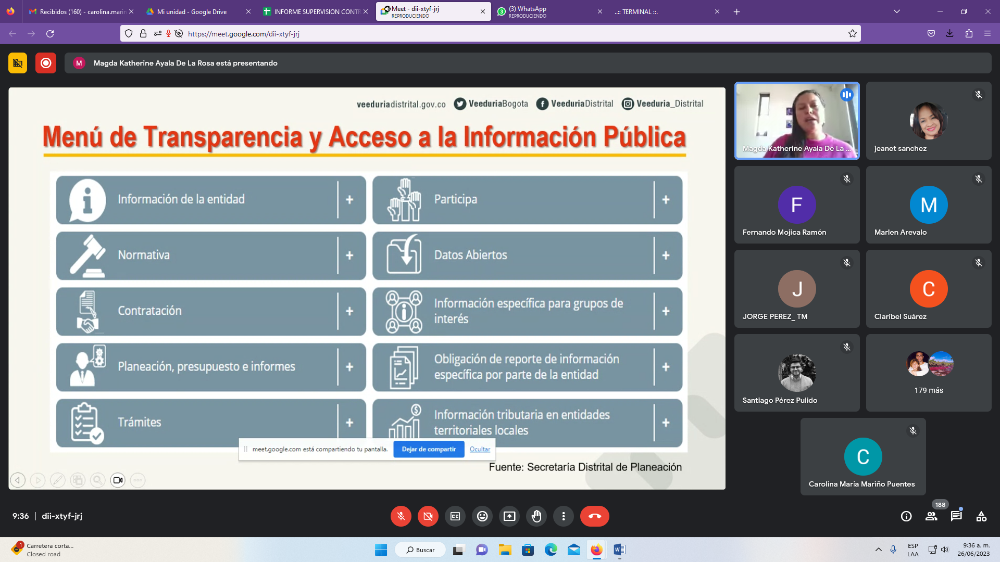 Recibidos (160) - carolina.marin
Mi unidad - Google Drive
INFORME SUPERVISION CONTR
Meet - dii-xtyf-jrj
REPRODUCIENDO
(3) WhatsApp
REPRODUCIENDO
..:: TERMINAL ::.
https://meet.google.com/dii-xtyf-jrj
M
Magda Katherine Ayala De La Rosa está presentando
veeduriadistrital.gov.co
VeeduriaBogota
VeeduriaDistrital
Veeduria_Distrital
Menú de Transparencia y Acceso a la Información Pública
Información de la entidad
+
Participa
+
Normativa
+
Datos Abiertos
+
Contratación
+
Información específica para grupos de
interés
+
Planeación, presupuesto e informes
+
Obligación de reporte de información
específica por parte de la entidad
+
Trámites
+
Información tributaria en entidades
territoriales locales
+
meet.google.com está compartiendo tu pantalla.
Dejar de compartir
Ocultar
Fuente: Secretaría Distrital de Planeación
Magda Katherine Ayala De La ...
jeanet sanchez
F
Fernando Mojica Ramón
M
Marlen Arevalo
J
JORGE PEREZ_ TM
C
Claribel Suárez
Santiago Pérez Pulido
179 más
C
Carolina María Mariño Puentes
9:36
dii-xtyf-jrj
188
1
Carretera corta...
Closed road
Buscar
ESP
LAA
9:36 a. m.
26/06/2023